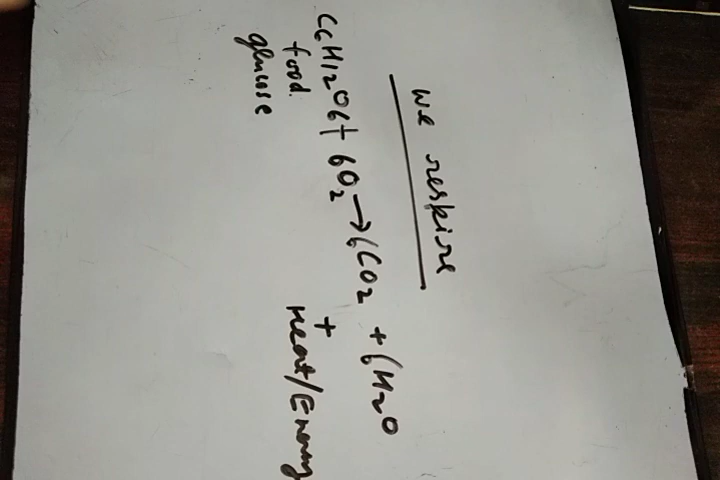 We respire
C6H12O6 + 6O2 → 6CO2 + 6H2O
food.
glucose
+
Heat/Energy